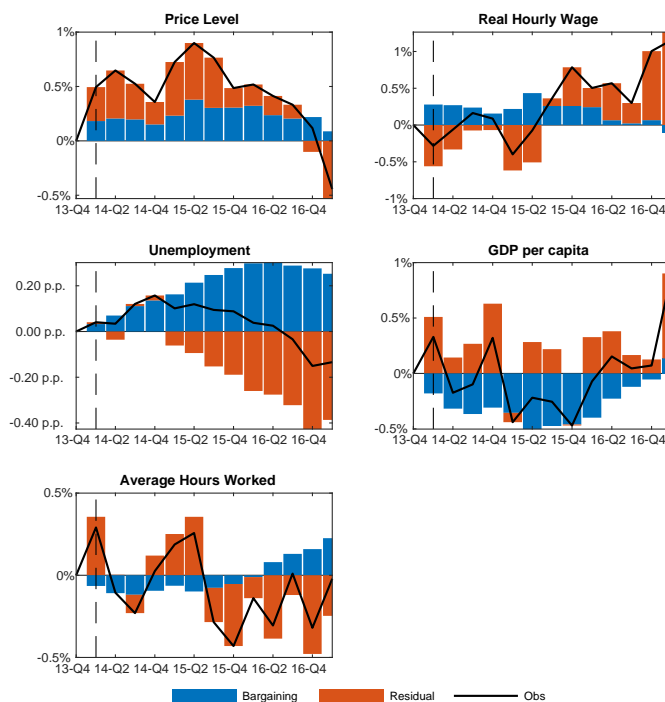 Price Level
1%
0.5%
0%
-0.5%
13-Q4 14-Q2 14-Q4 15-Q2 15-Q4 16-Q2 16-Q4
Real Hourly Wage
1%
0.5%
0%
-0.5%
-1%
13-Q4 14-Q2 14-Q4 15-Q2 15-Q4 16-Q2 16-Q4
Unemployment
0.20 p.p.
0.00 p.p.
-0.20 p.p.
-0.40 p.p.
13-Q4 14-Q2 14-Q4 15-Q2 15-Q4 16-Q2 16-Q4
GDP per capita
1%
0.5%
0%
-0.5%
13-Q4 14-Q2 14-Q4 15-Q2 15-Q4 16-Q2 16-Q4
Average Hours Worked
0.5%
0%
-0.5%
13-Q4 14-Q2 14-Q4 15-Q2 15-Q4 16-Q2 16-Q4
Bargaining Residual Obs